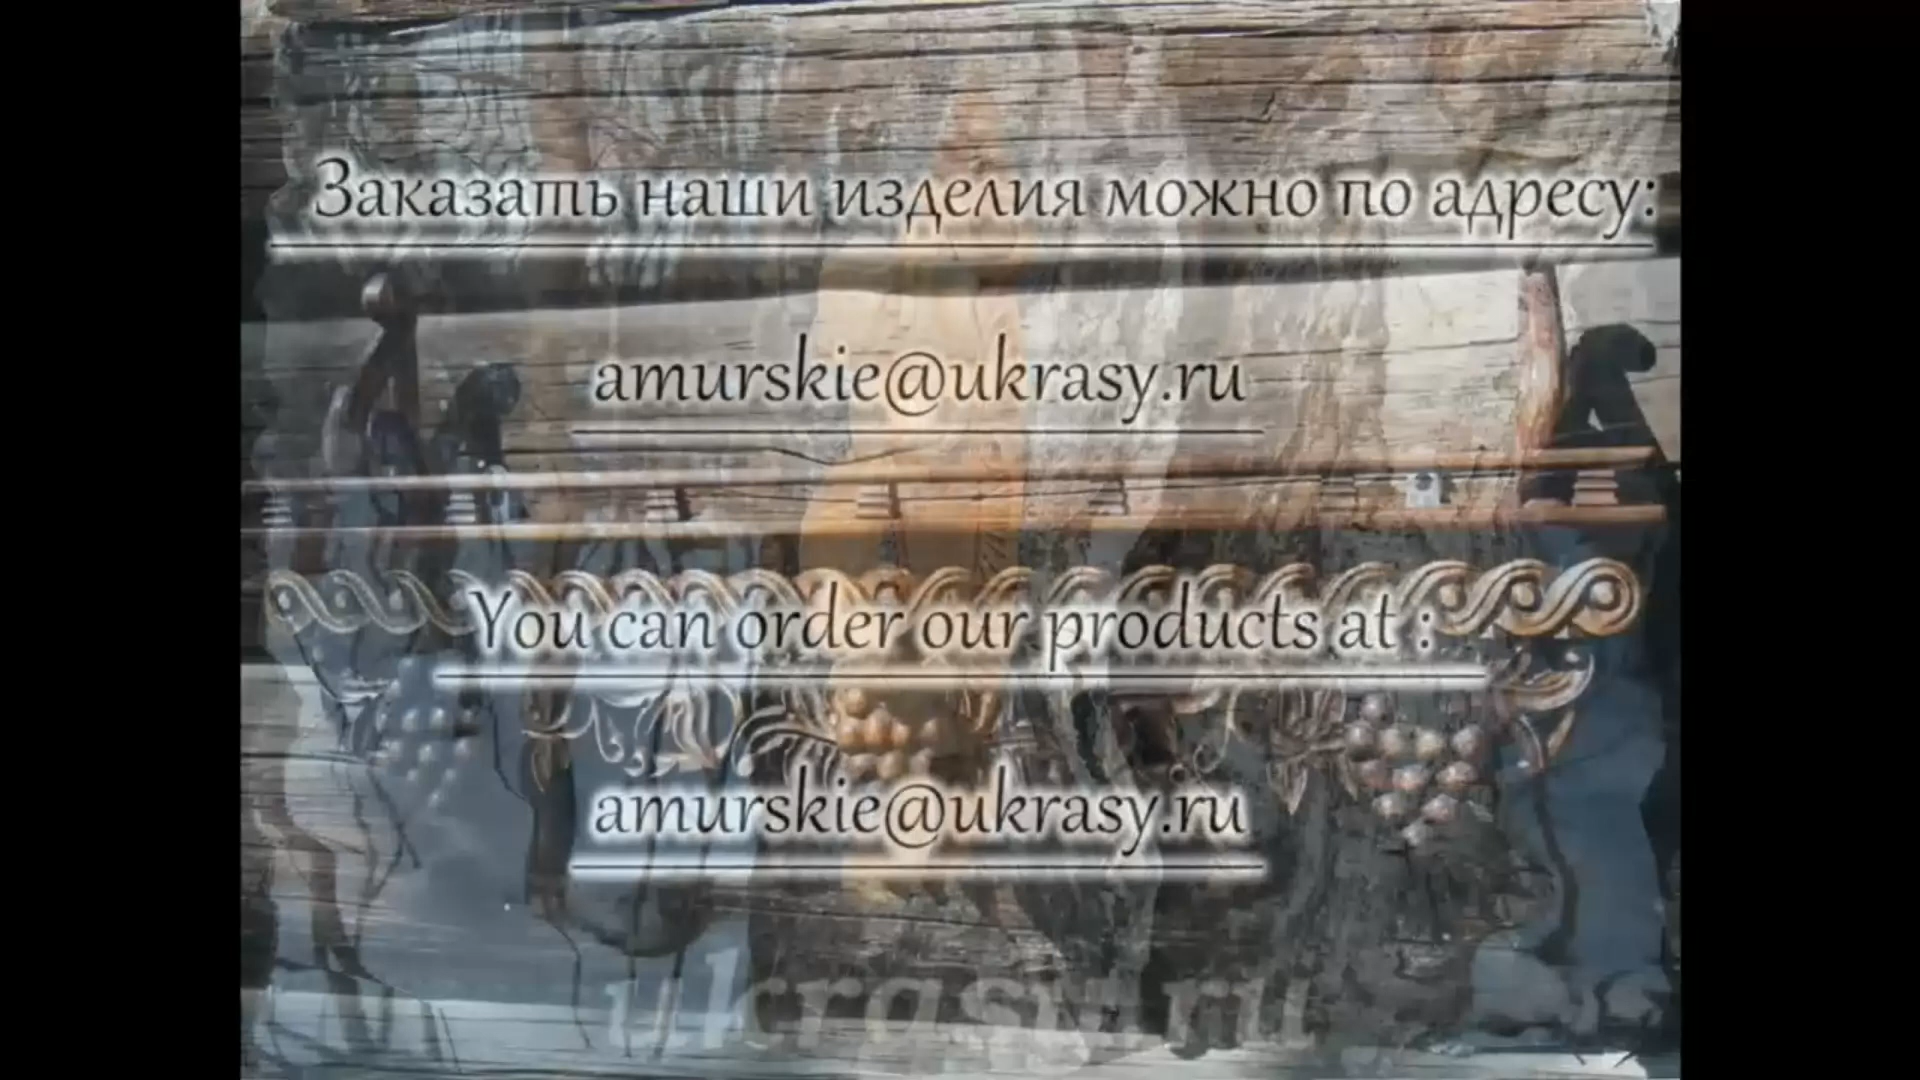 Заказать наши изделия можно по адресу:
amurskie@ukrasy.ru
You can order our products at :
amurskie@ukrasy.ru
ukrasy.ru